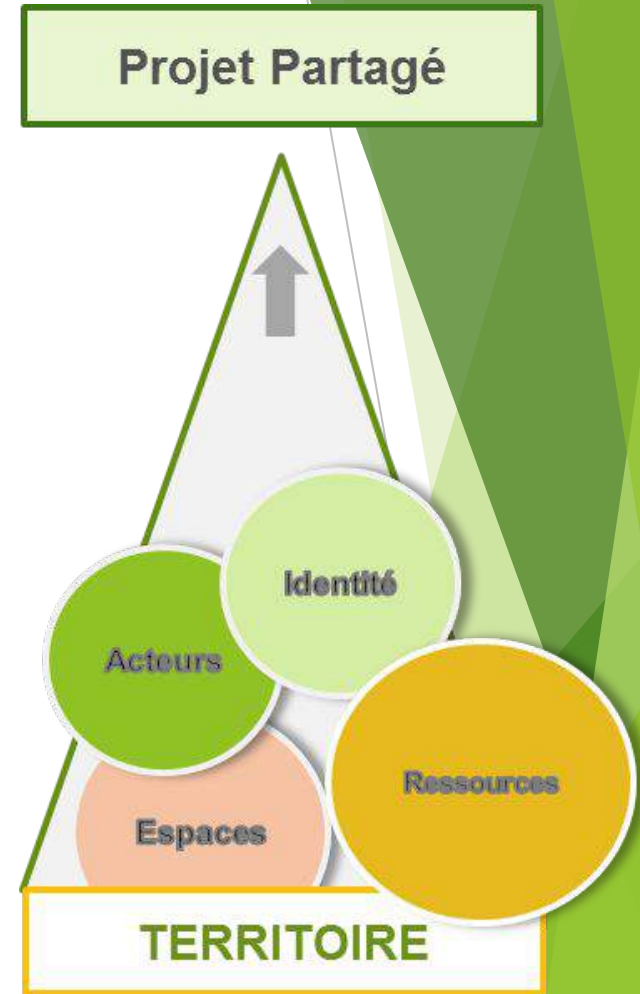 Projet Partagé
Identité
Acteurs
Ressources
Espaces
TERRITOIRE